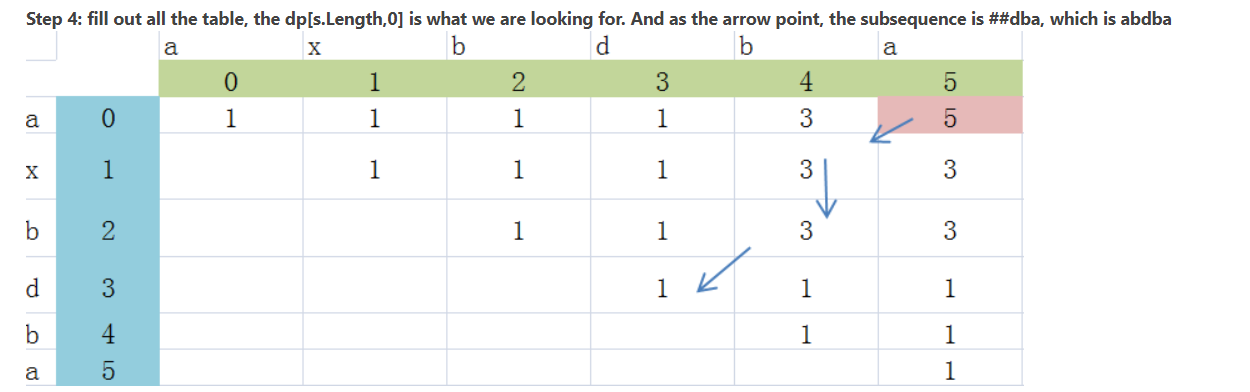 Step 4: fill out all the table, the dp[s.Length,0] is what we are looking for. And as the arrow point, the subsequence is ##dba, which is abdba
a x b d b a
0 1 2 3 4 5
a 0 1 1 1 1 3 5
x 1 1 1 1 3 3
b 2 1 1 3 3
d 3 1 1 1
b 4 1 1
a 5 1